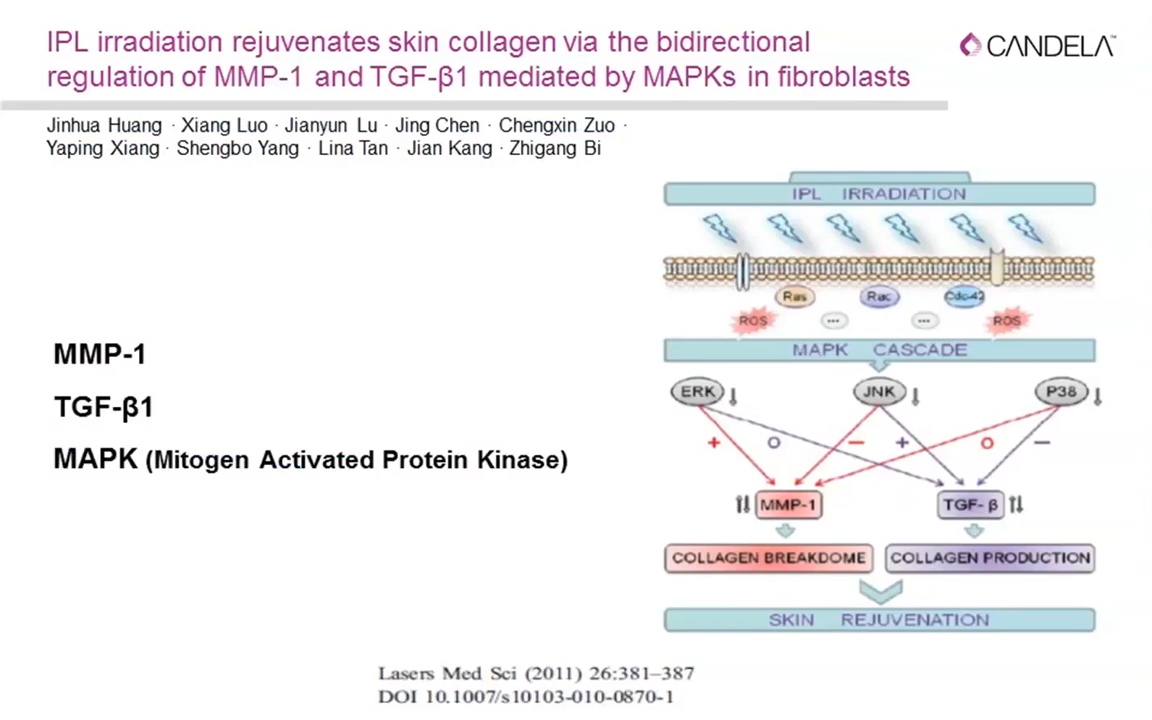 IPL irradiation rejuvenates skin collagen via the bidirectional
regulation of MMP-1 and TGF-β1 mediated by MAPKs in fibroblasts
CANDELA™
Jinhua Huang · Xiang Luo · Jianyun Lu · Jing Chen · Chengxin Zuo ·
Yaping Xiang · Shengbo Yang · Lina Tan · Jian Kang · Zhigang Bi
MMP-1
TGF-β1
MAPK (Mitogen Activated Protein Kinase)
IPL IRRADIATION
Ras Rac Cdc-42
ROS ... ... ROS
MAPK CASCADE
ERK JNK P38
+ o − + o −
MMP-1 TGF- β
COLLAGEN BREAKDOME COLLAGEN PRODUCTION
SKIN REJUVENATION
Lasers Med Sci (2011) 26:381–387
DOI 10.1007/s10103-010-0870-1